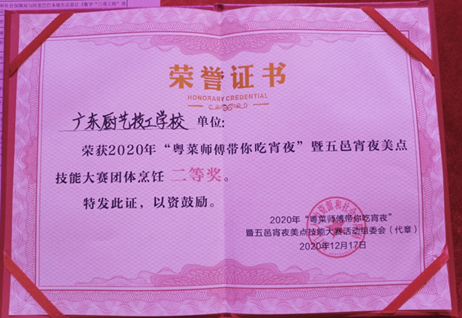 荣誉证书
HONORARY CREDENTIAL
广东厨艺技工学校 单位:
荣获2020年“粤菜师傅带你吃宵夜”暨五邑宵夜美点
技能大赛团体烹饪 二等奖。
特发此证，以资鼓励。
2020年“粤菜师傅带你吃宵夜”
暨五邑宵夜美点技能大赛活动组委会（代章）
2020年12月17日